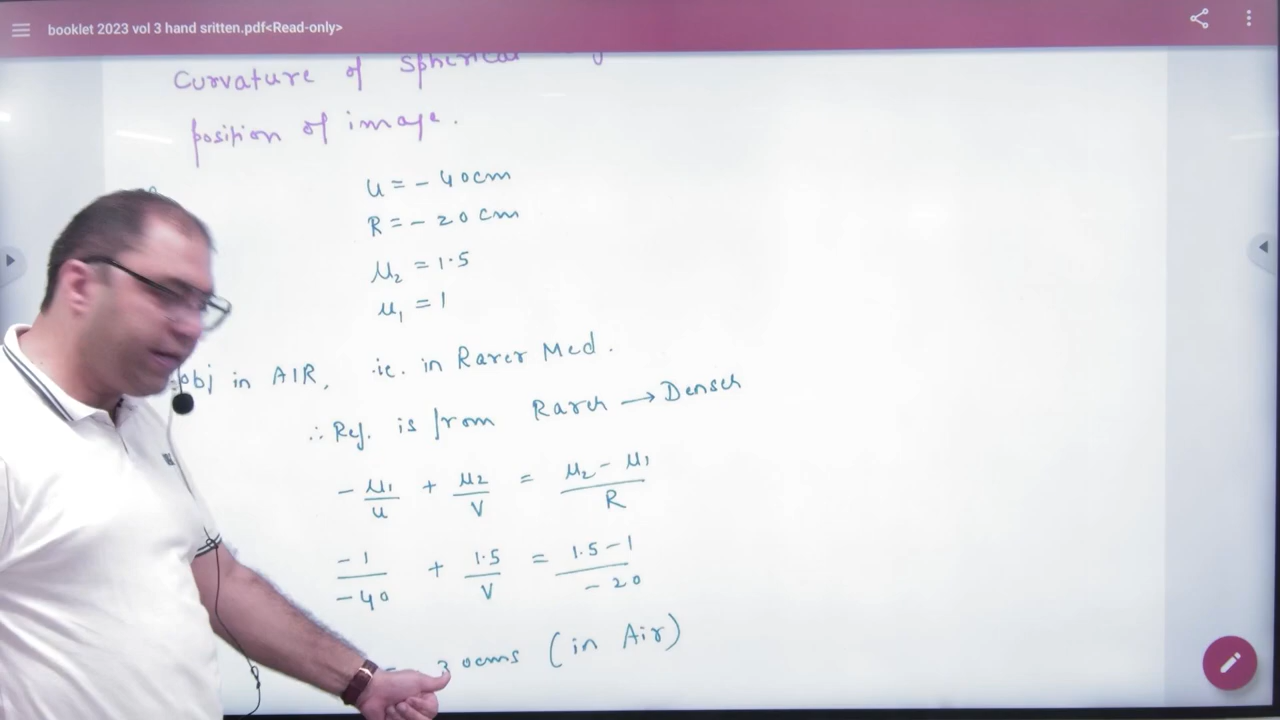 booklet 2023 vol 3 hand sritten.pdf<Read-only>
Curvature of Spherical
position of image.
u = - 40cm
R = - 20 cm
μ₂ = 1.5
μ₁ = 1
obj in AIR, ie. in Rarer Med.
∴ Ref. is from Rarer → Denser
- μ₁/u + μ₂/V = μ₂ - μ₁/R
-1/-40 + 1.5/V = 1.5-1/-20
30cms (in Air)